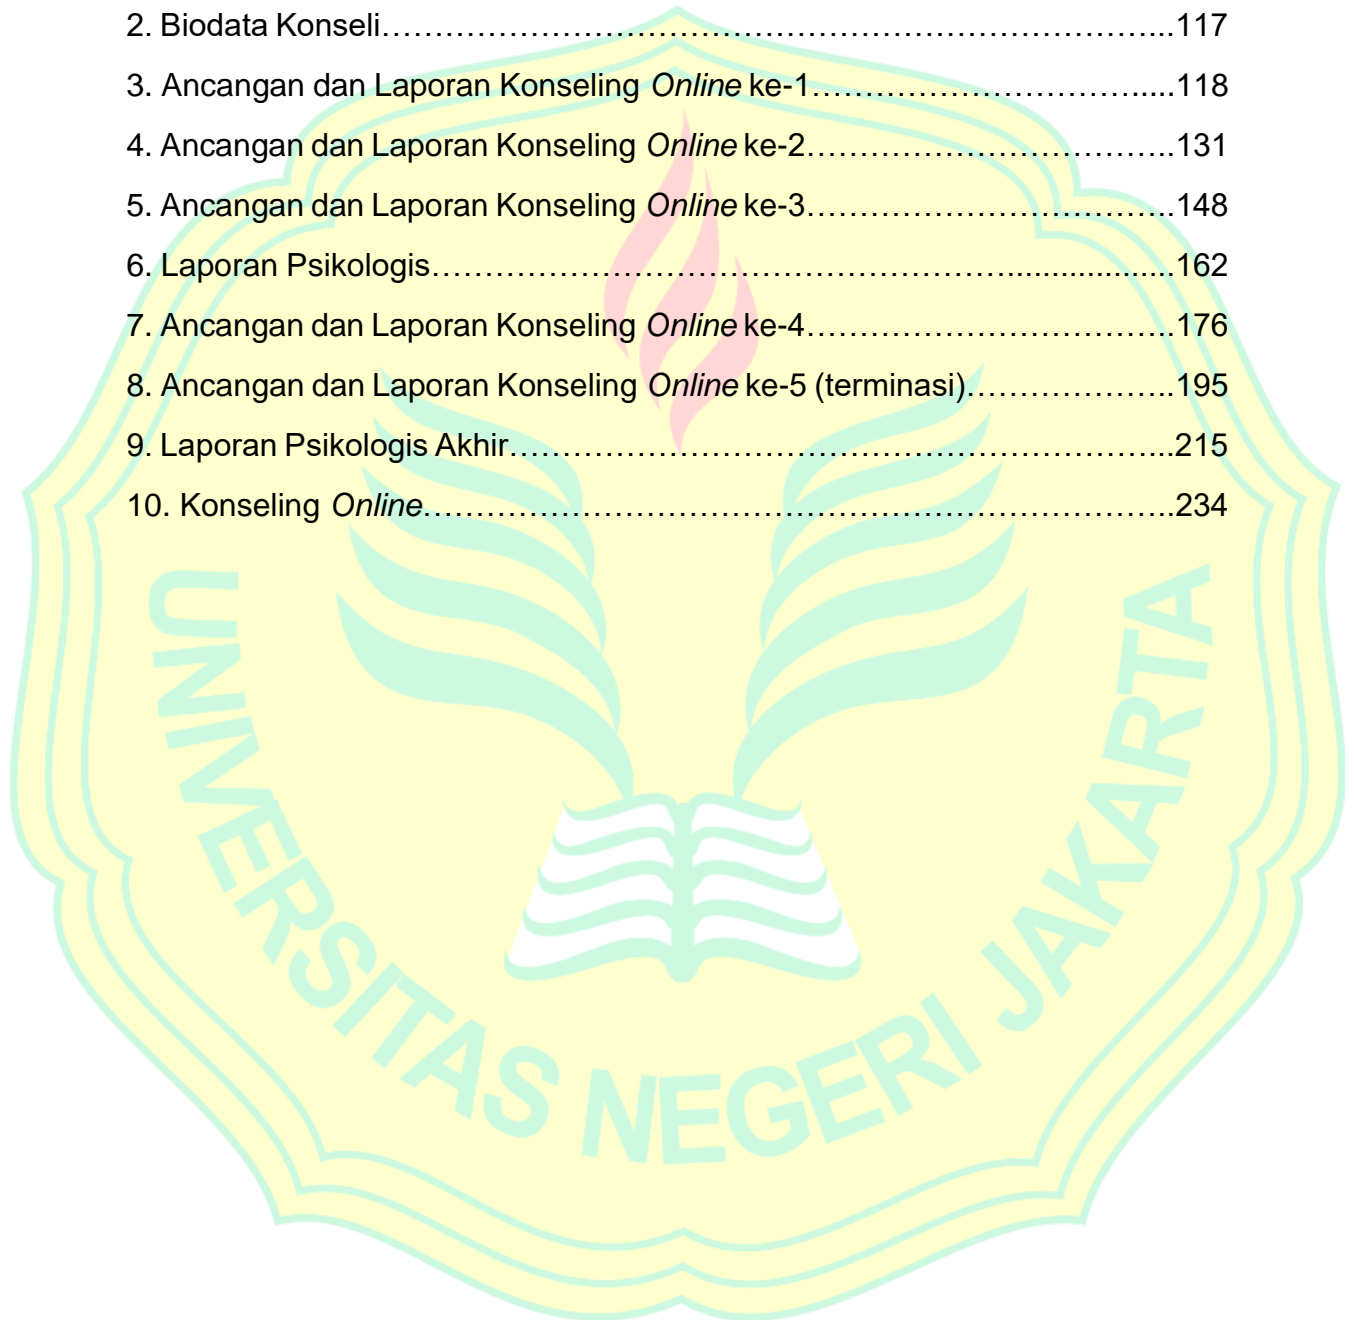 2. Biodata Konseli…………………………………………………………………...117
3. Ancangan dan Laporan Konseling Online ke-1………………………….....118
4. Ancangan dan Laporan Konseling Online ke-2……………………………..131
5. Ancangan dan Laporan Konseling Online ke-3……………………………..148
6. Laporan Psikologis………………………………………………...................162
7. Ancangan dan Laporan Konseling Online ke-4……………………………..176
8. Ancangan dan Laporan Konseling Online ke-5 (terminasi)………………..195
9. Laporan Psikologis Akhir………………………………………………………...215
10. Konseling Online………………………………………………………………..234
UNIVERSITAS NEGERI JAKARTA